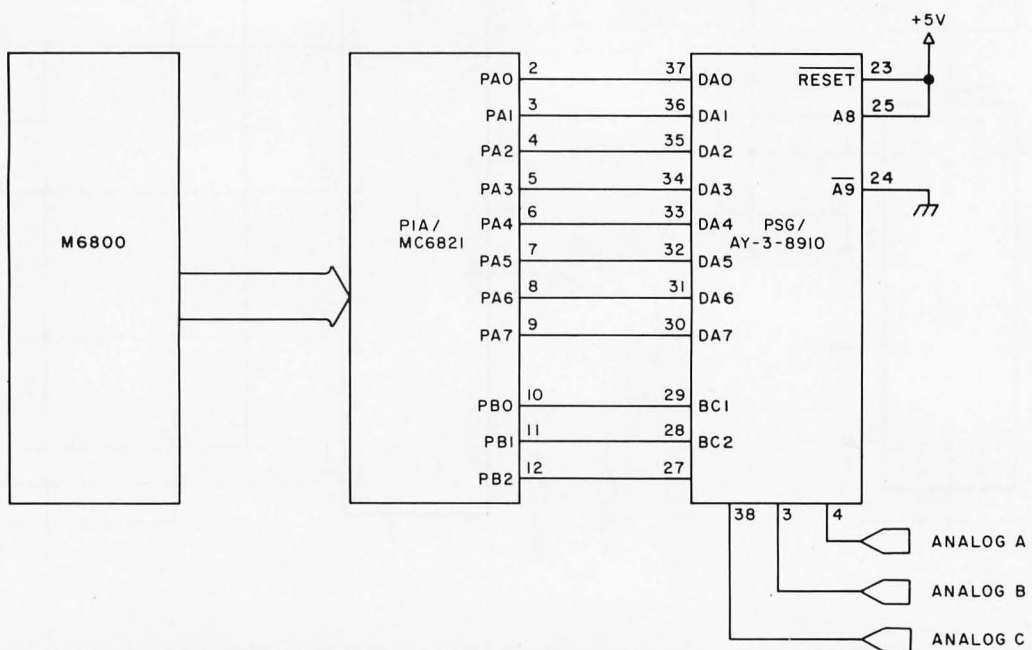 +5V
PA0 2 37 DA0 RESET 23
PA1 3 36 DA1 A8 25
PA2 4 35 DA2
PA3 5 34 DA3 A9 24
PA4 6 33 DA4
M6800
PIA/
MC6821
PSG/
AY-3-8910
PA5 7 32 DA5
PA6 8 31 DA6
PA7 9 30 DA7
PB0 10 29 BC1
PB1 11 28 BC2
PB2 12 27
38 3 4
ANALOG A
ANALOG B
ANALOG C